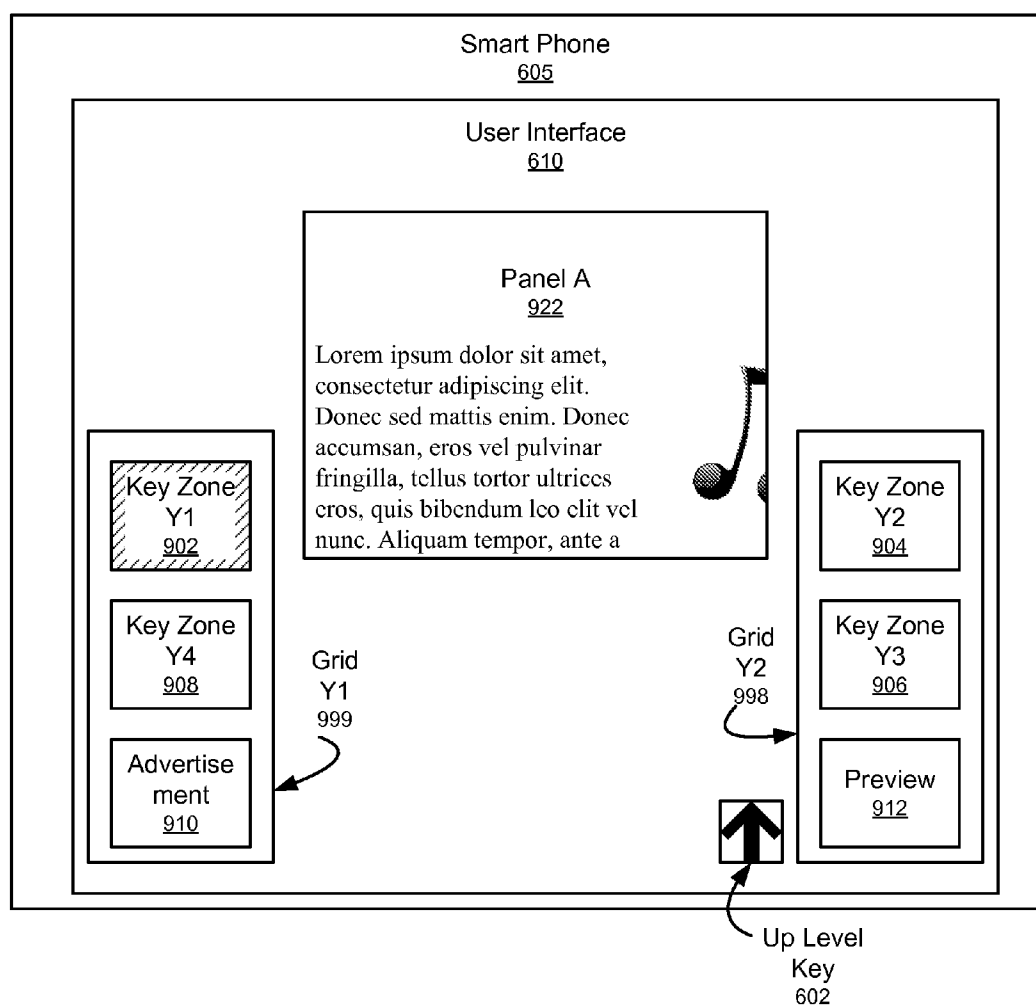 Smart Phone
605
User Interface
610
Panel A
922
Lorem ipsum dolor sit amet,
consectetur adipiscing elit.
Donec sed mattis enim. Donec
accumsan, eros vel pulvinar
fringilla, tellus tortor ultrices
eros, quis bibendum leo elit vel
nunc. Aliquam tempor, ante a
Key Zone
Y1
902
Key Zone
Y4
908
Advertise
ment
910
Grid
Y1
999
Grid
Y2
998
Key Zone
Y2
904
Key Zone
Y3
906
Preview
912
Up Level
Key
602